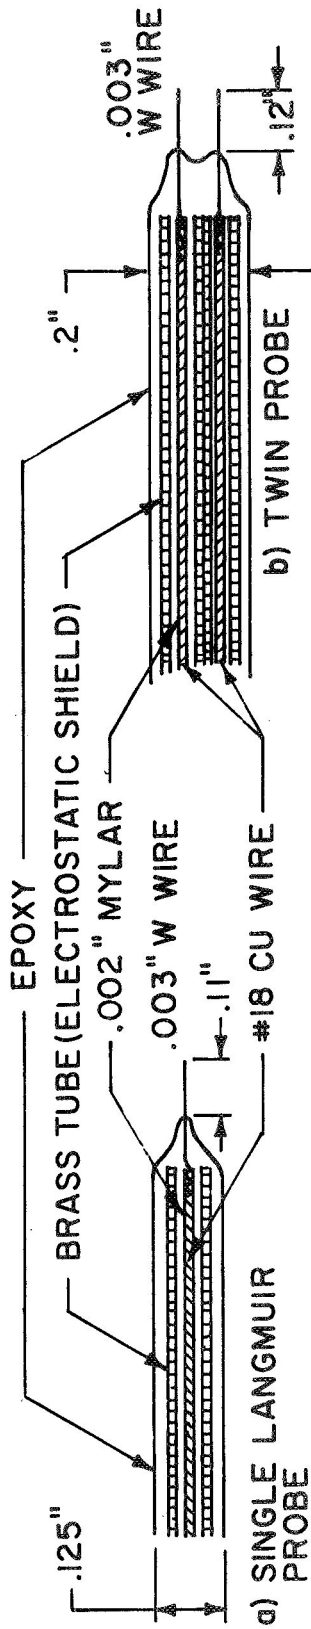 EPOXY
BRASS TUBE (ELECTROSTATIC SHIELD)
.002" MYLAR
.003" W WIRE
.11"
#18 CU WIRE
.125"
a) SINGLE LANGMUIR
PROBE
.2"
.003"
W WIRE
.12"
b) TWIN PROBE